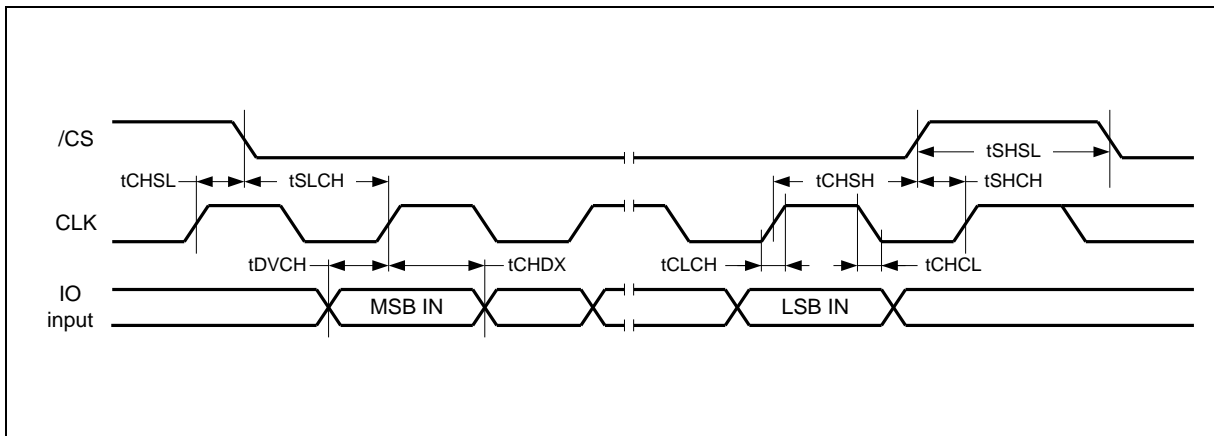 /CS
tSHSL
tCHSL
tSLCH
tCHSH
tSHCH
CLK
tDVCH
tCHDX
tCLCH
tCHCL
IO
input
MSB IN
LSB IN